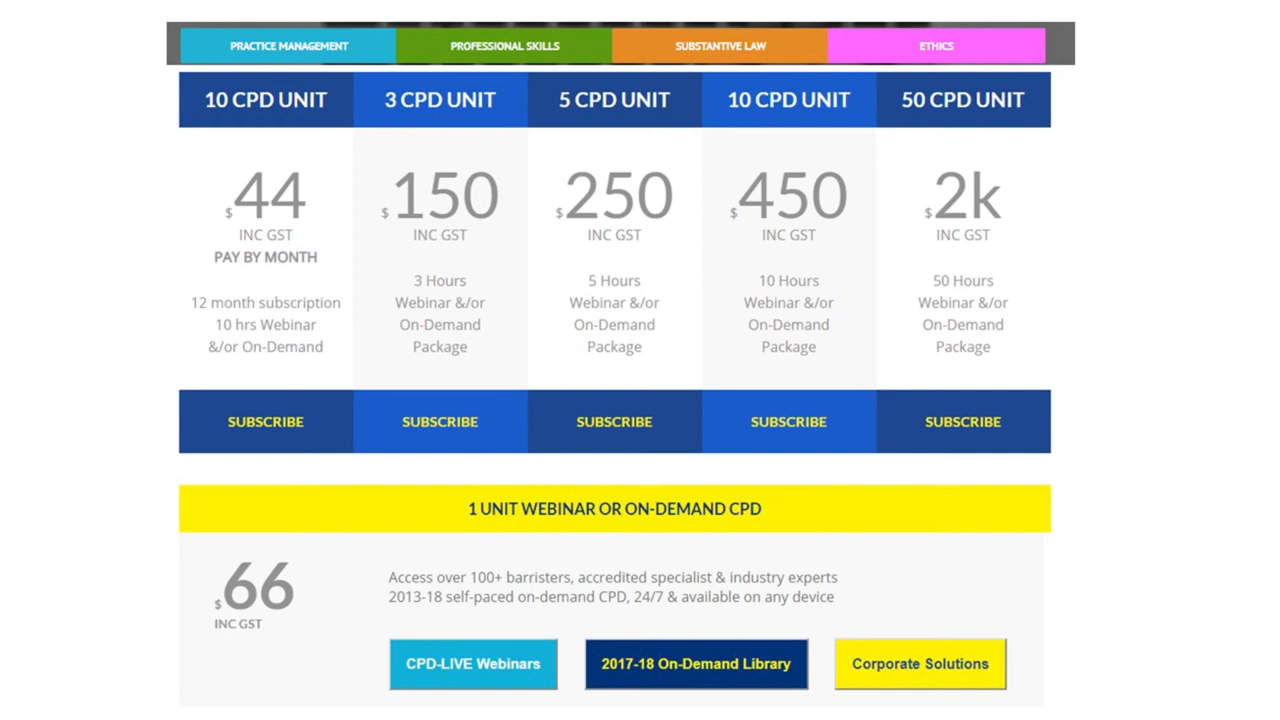 PRACTICE MANAGEMENT
PROFESSIONAL SKILLS
SUBSTANTIVE LAW
ETHICS
10 CPD UNIT
$44
INC GST
PAY BY MONTH
12 month subscription
10 hrs Webinar
&/or On-Demand
SUBSCRIBE
3 CPD UNIT
$150
INC GST
3 Hours
Webinar &/or
On-Demand
Package
SUBSCRIBE
5 CPD UNIT
$250
INC GST
5 Hours
Webinar &/or
On-Demand
Package
SUBSCRIBE
10 CPD UNIT
$450
INC GST
10 Hours
Webinar &/or
On-Demand
Package
SUBSCRIBE
50 CPD UNIT
$2k
INC GST
50 Hours
Webinar &/or
On-Demand
Package
SUBSCRIBE
1 UNIT WEBINAR OR ON-DEMAND CPD
$66
INC GST
Access over 100+ barristers, accredited specialist & industry experts
2013-18 self-paced on-demand CPD, 24/7 & available on any device
CPD-LIVE Webinars
2017-18 On-Demand Library
Corporate Solutions